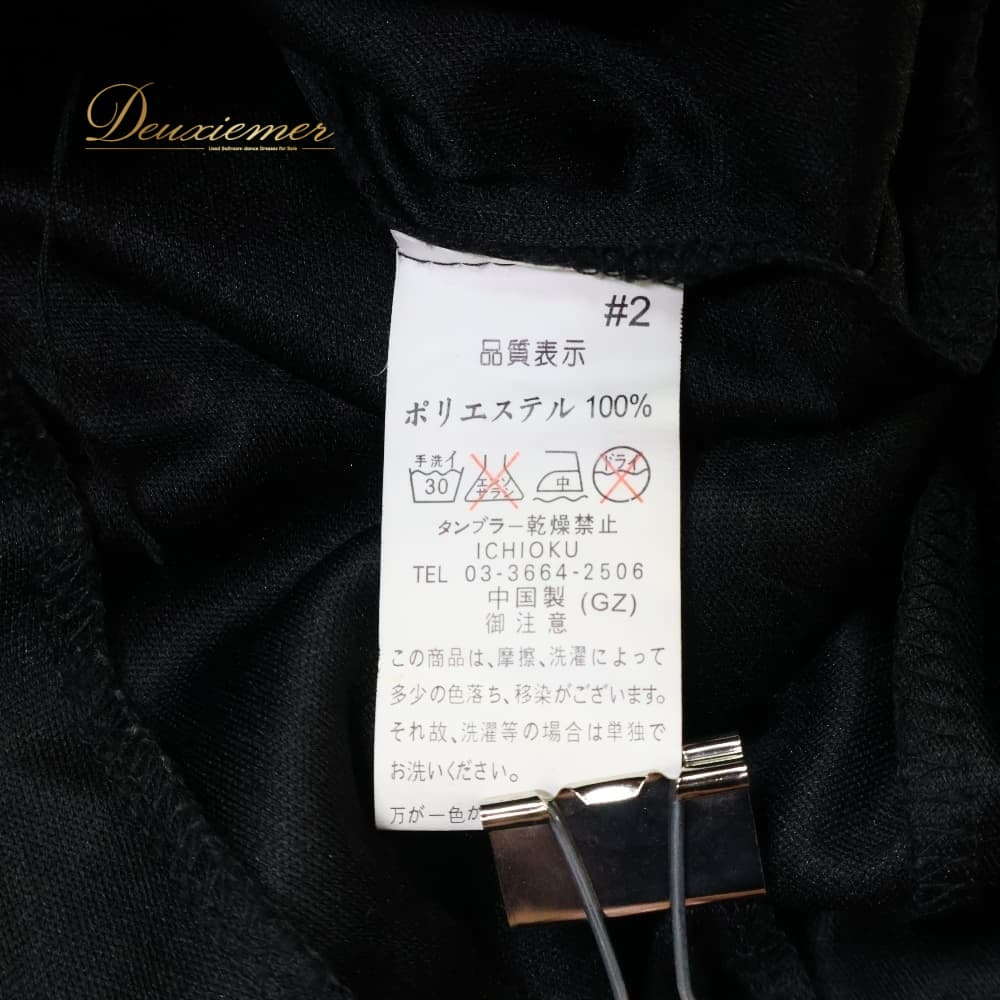 Deuxiemer
Used Ballroom dance Dresses for Sale
#2
品質表示
ポリエステル 100%
手洗イ
30
エンソ
サラシ
中
ドライ
タンブラー乾燥禁止
ICHIOKU
TEL 03-3664-2506
中国製 (GZ)
御注意
この商品は、摩擦、洗濯によって
多少の色落ち、移染がございます。
それ故、洗濯等の場合は単独で
お洗いください。
万が一色が